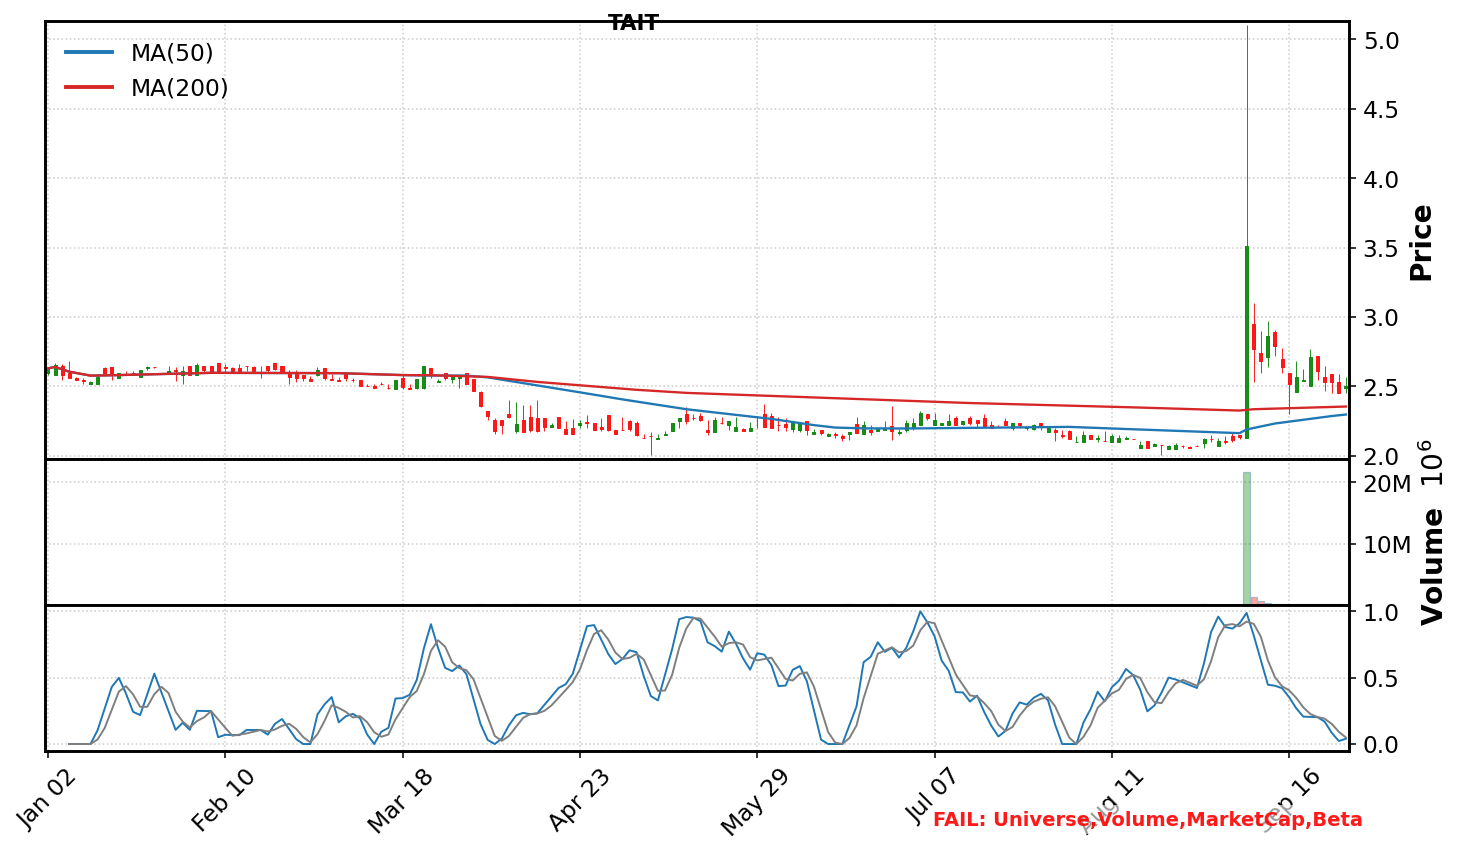 TAIT
MA(50)
MA(200)
5.0
4.5
4.0
3.5
3.0
2.5
2.0
Price
20M
10M
Volume 10^6
1.0
0.5
0.0
Jan 02
Feb 10
Mar 18
Apr 23
May 29
Jul 07
Aug 11
Sep 16
FAIL: Universe,Volume,MarketCap,Beta